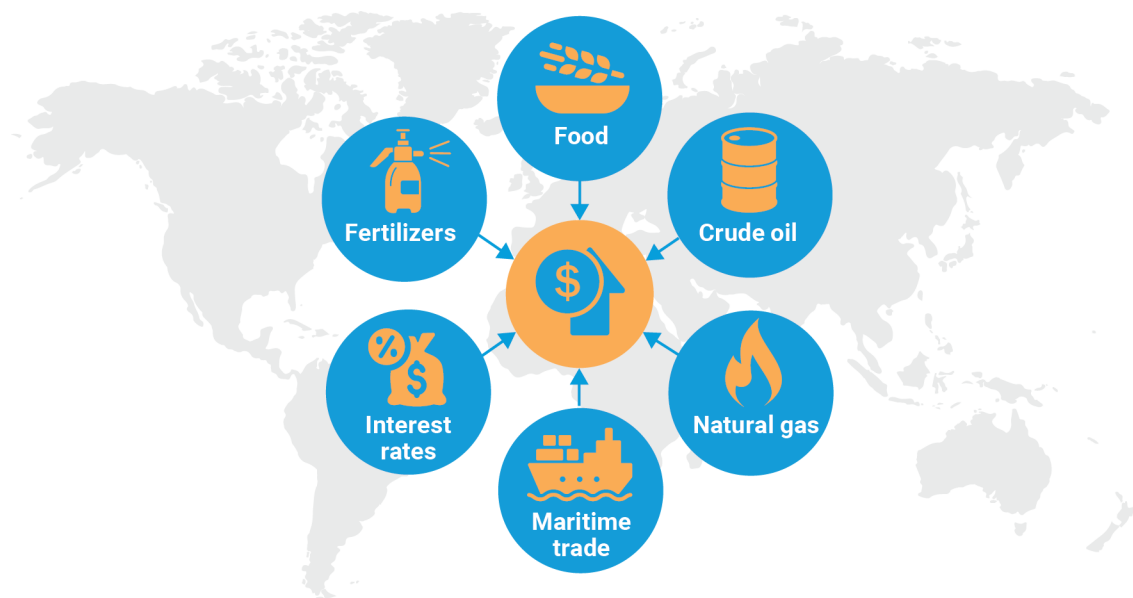 Food
Fertilizers
Crude oil
$
%
$
Interest
rates
Natural gas
Maritime
trade